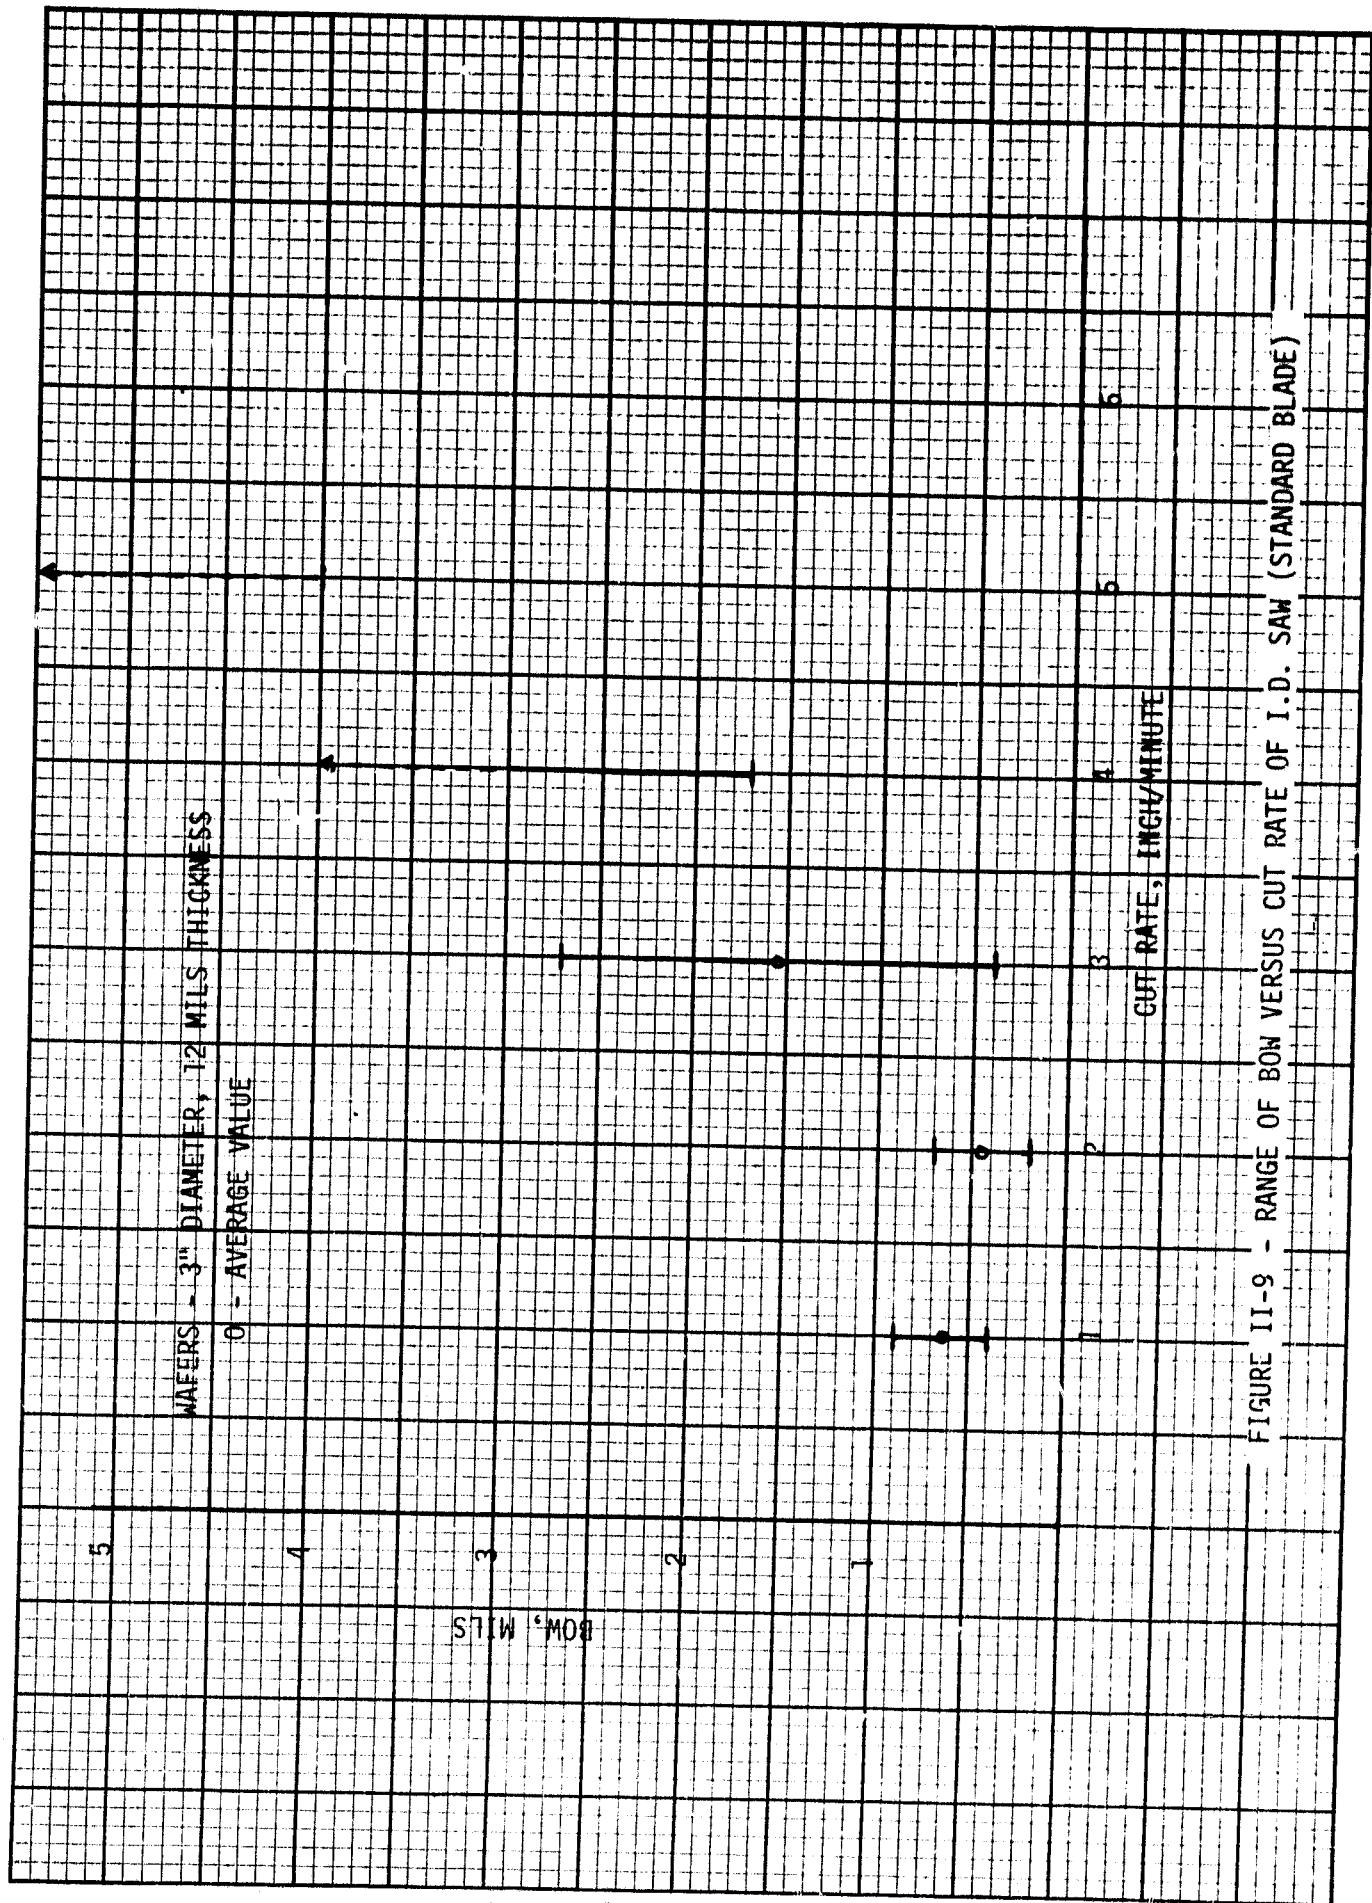 WAFERS - 3" DIAMETER, 12 MILS THICKNESS
O - AVERAGE VALUE
5
4
3
2
1
BOW, MILS
1
2
3
4
5
6
CUT RATE, INCH/MINUTE
FIGURE II-9 - RANGE OF BOW VERSUS CUT RATE OF I.D. SAW (STANDARD BLADE)